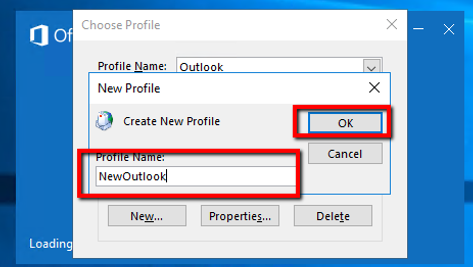 Choose Profile
Of
Profile Name: Outlook
New Profile
Create New Profile
OK
Cancel
Profile Name:
NewOutlook
New...
Properties...
Delete
Loading